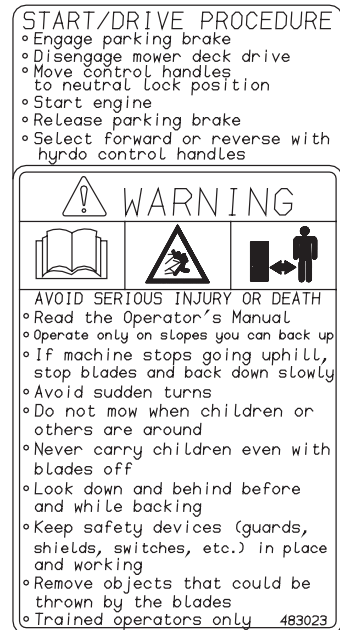 START/DRIVE PROCEDURE
° Engage parking brake
° Disengage mower deck drive
° Move control handles
to neutral lock position
° Start engine
° Release parking brake
° Select forward or reverse with
hyrdo control handles
! WARNING
AVOID SERIOUS INJURY OR DEATH
° Read the Operator's Manual
° Operate only on slopes you can back up
° If machine stops going uphill,
stop blades and back down slowly
° Avoid sudden turns
° Do not mow when children or
others are around
° Never carry children even with
blades off
° Look down and behind before
and while backing
° Keep safety devices (guards,
shields, switches, etc.) in place
and working
° Remove objects that could be
thrown by the blades
° Trained operators only 483023